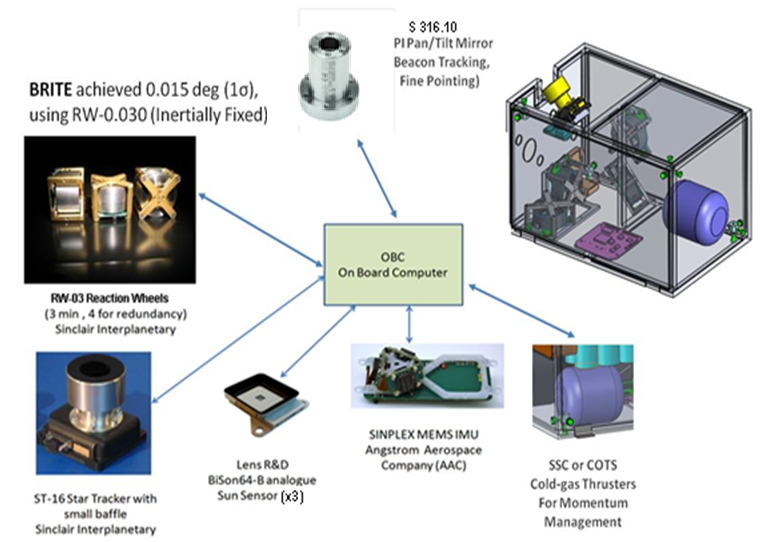 $ 316.10
PI Pan/Tilt Mirror
Beacon Tracking,
Fine Pointing)
BRITE achieved 0.015 deg (1σ),
using RW-0.030 (Inertially Fixed)
OBC
On Board Computer
RW-03 Reaction Wheels
(3 min , 4 for redundancy)
Sinclair Interplanetary
ST-16 Star Tracker with
small baffle
Sinclair Interplanetary
Lens R&D
BiSon64-B analogue
Sun Sensor (x3)
SINPLEX MEMS IMU
Angstrom Aerospace
Company (AAC)
SSC or COTS
Cold-gas Thrusters
For Momentum
Management